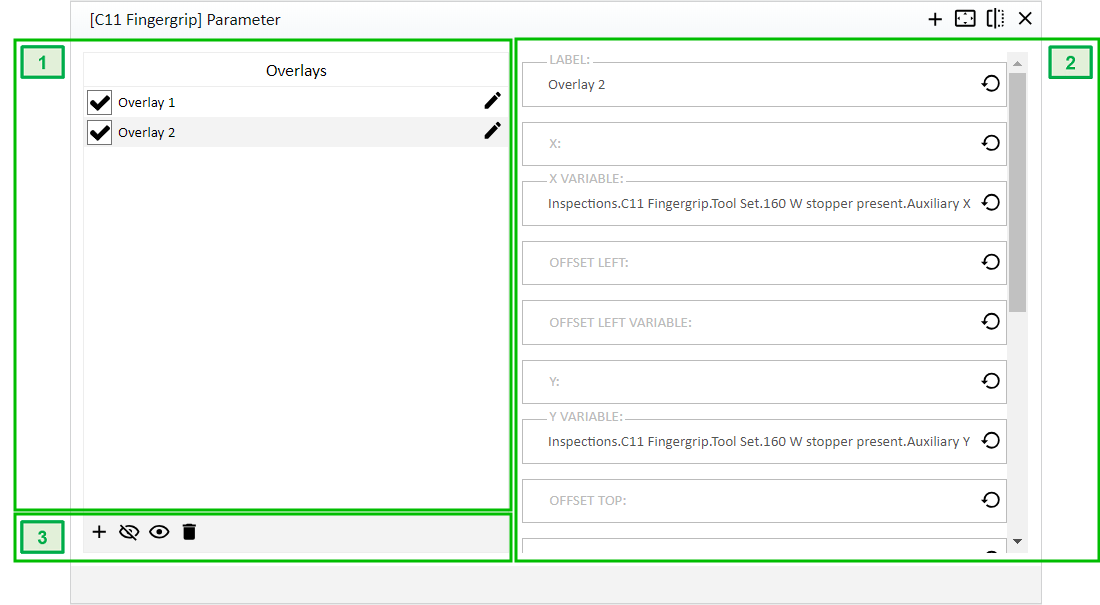 [C11 Fingergrip] Parameter
1
Overlays
Overlay 1
Overlay 2
3
2
LABEL:
Overlay 2
X:
X VARIABLE:
Inspections.C11 Fingergrip.Tool Set.160 W stopper present.Auxiliary X
OFFSET LEFT:
OFFSET LEFT VARIABLE:
Y:
Y VARIABLE:
Inspections.C11 Fingergrip.Tool Set.160 W stopper present.Auxiliary Y
OFFSET TOP: